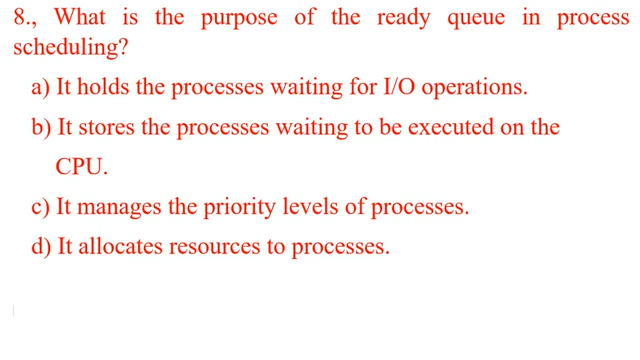 8., What is the purpose of the ready queue in process
scheduling?
a) It holds the processes waiting for I/O operations.
b) It stores the processes waiting to be executed on the
CPU.
c) It manages the priority levels of processes.
d) It allocates resources to processes.